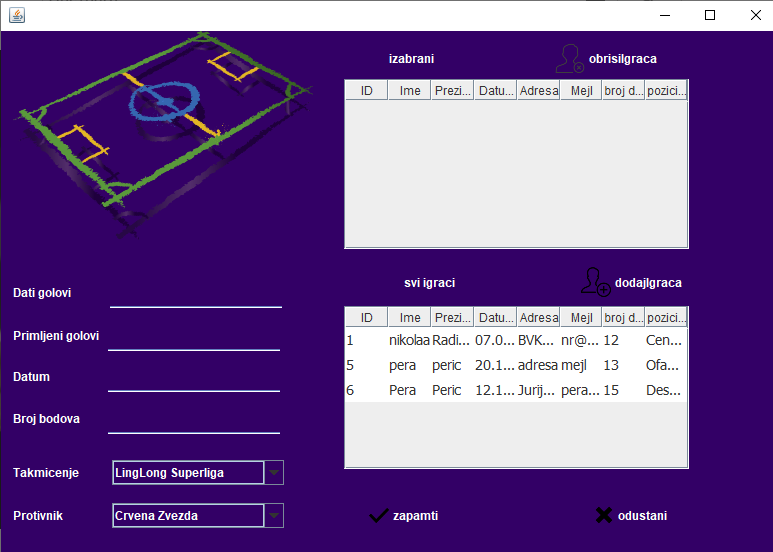 izabrani
obrisiIgraca
ID Ime Prezi... Datu... Adresa Mejl broj d... pozici...
svi igraci
dodajIgraca
Dati golovi
Primljeni golovi
Datum
Broj bodova
Takmicenje LingLong Superliga
Protivnik Crvena Zvezda
ID Ime Prezi... Datu... Adresa Mejl broj d... pozici...
1 nikolaa Radi... 07.0... BVK... nr@... 12 Cen...
5 pera peric 20.1... adresa mejl 13 Ofa...
6 Pera Peric 12.1... Jurij... pera... 15 Des...
zapamti
odustani